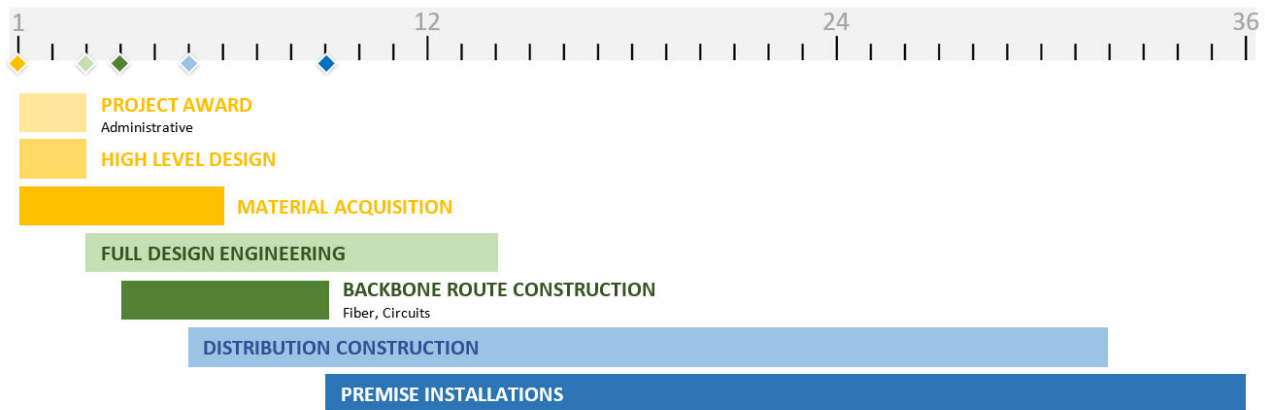 1 12 24 36
PROJECT AWARD
Administrative
HIGH LEVEL DESIGN
MATERIAL ACQUISITION
FULL DESIGN ENGINEERING
BACKBONE ROUTE CONSTRUCTION
Fiber, Circuits
DISTRIBUTION CONSTRUCTION
PREMISE INSTALLATIONS